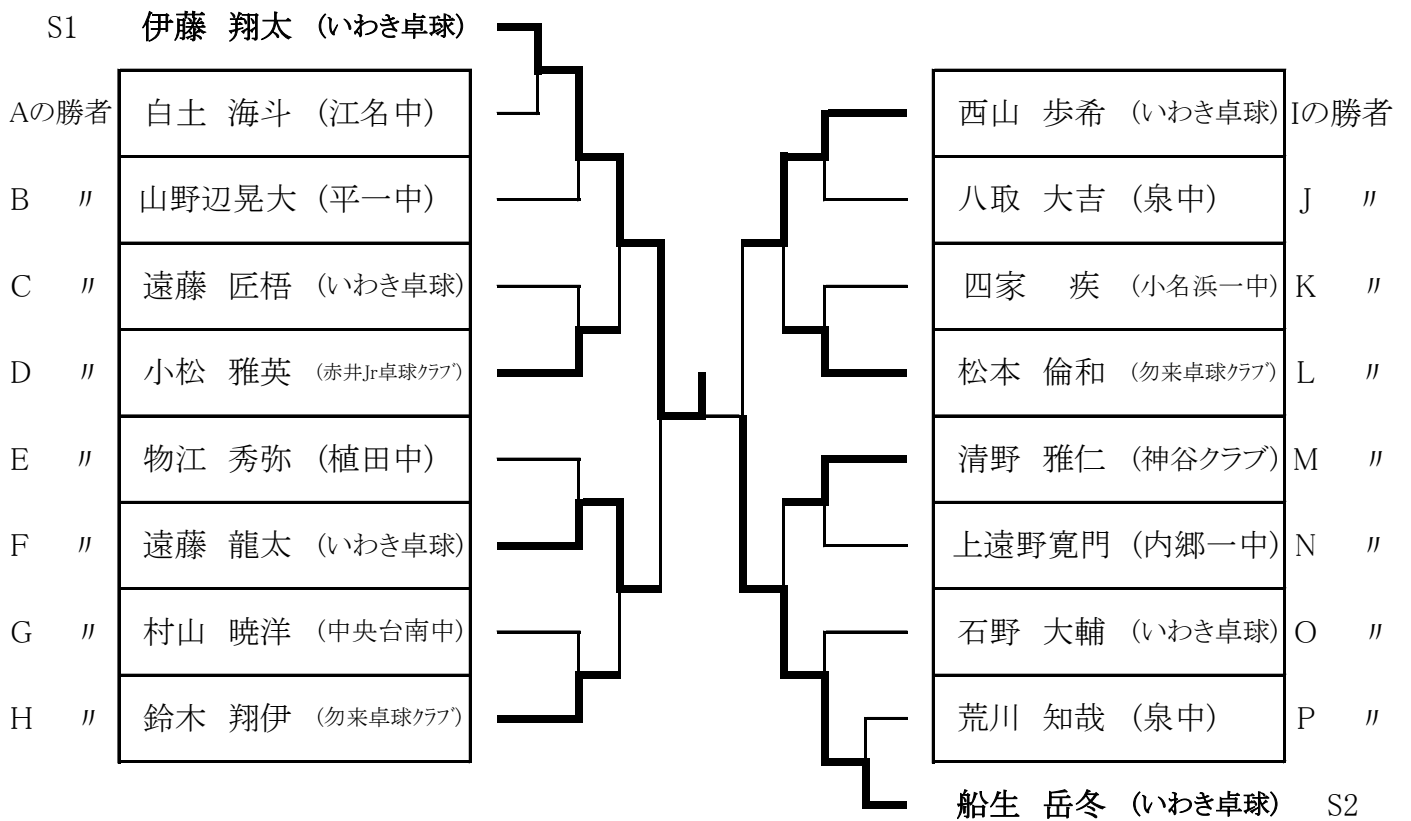 S1 伊藤 翔太 (いわき卓球)
Aの勝者 白土 海斗 (江名中)
西山 歩希 (いわき卓球) Iの勝者
B 〃 山野辺晃大 (平一中)
八取 大吉 (泉中) J 〃
C 〃 遠藤 匠梧 (いわき卓球)
四家 疾 (小名浜一中) K 〃
D 〃 小松 雅英 (赤井Jr卓球ｸﾗﾌﾞ)
松本 倫和 (勿来卓球ｸﾗﾌﾞ) L 〃
E 〃 物江 秀弥 (植田中)
清野 雅仁 (神谷クラブ) M 〃
F 〃 遠藤 龍太 (いわき卓球)
上遠野寛門 (内郷一中) N 〃
G 〃 村山 暁洋 (中央台南中)
石野 大輔 (いわき卓球) O 〃
H 〃 鈴木 翔伊 (勿来卓球ｸﾗﾌﾞ)
荒川 知哉 (泉中) P 〃
船生 岳冬 (いわき卓球) S2